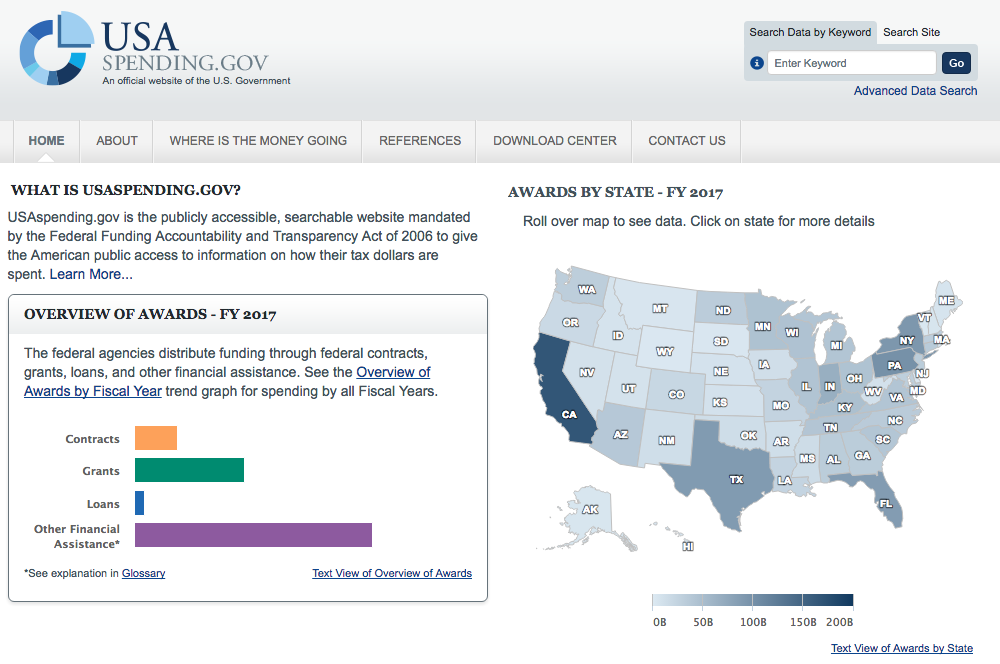 USA
SPENDING.GOV
An official website of the U.S. Government
Search Data by Keyword
Search Site
i
Enter Keyword
Go
Advanced Data Search
HOME
ABOUT
WHERE IS THE MONEY GOING
REFERENCES
DOWNLOAD CENTER
CONTACT US
WHAT IS USASPENDING.GOV?
USAspending.gov is the publicly accessible, searchable website mandated
by the Federal Funding Accountability and Transparency Act of 2006 to give
the American public access to information on how their tax dollars are
spent. Learn More...
OVERVIEW OF AWARDS - FY 2017
The federal agencies distribute funding through federal contracts,
grants, loans, and other financial assistance. See the Overview of
Awards by Fiscal Year trend graph for spending by all Fiscal Years.
Contracts
Grants
Loans
Other Financial
Assistance*
*See explanation in Glossary
Text View of Overview of Awards
AWARDS BY STATE - FY 2017
Roll over map to see data. Click on state for more details
WA
MT
ND
ME
OR
ID
MN
WI
VT
SD
NY
MA
WY
MI
NV
NE
IA
PA
NJ
UT
CO
KS
IL
IN
OH
WV
VA
MD
CA
AZ
NM
OK
MO
KY
NC
TN
AR
SC
TX
LA
MS
AL
GA
FL
AK
HI
0B
50B
100B
150B
200B
Text View of Awards by State